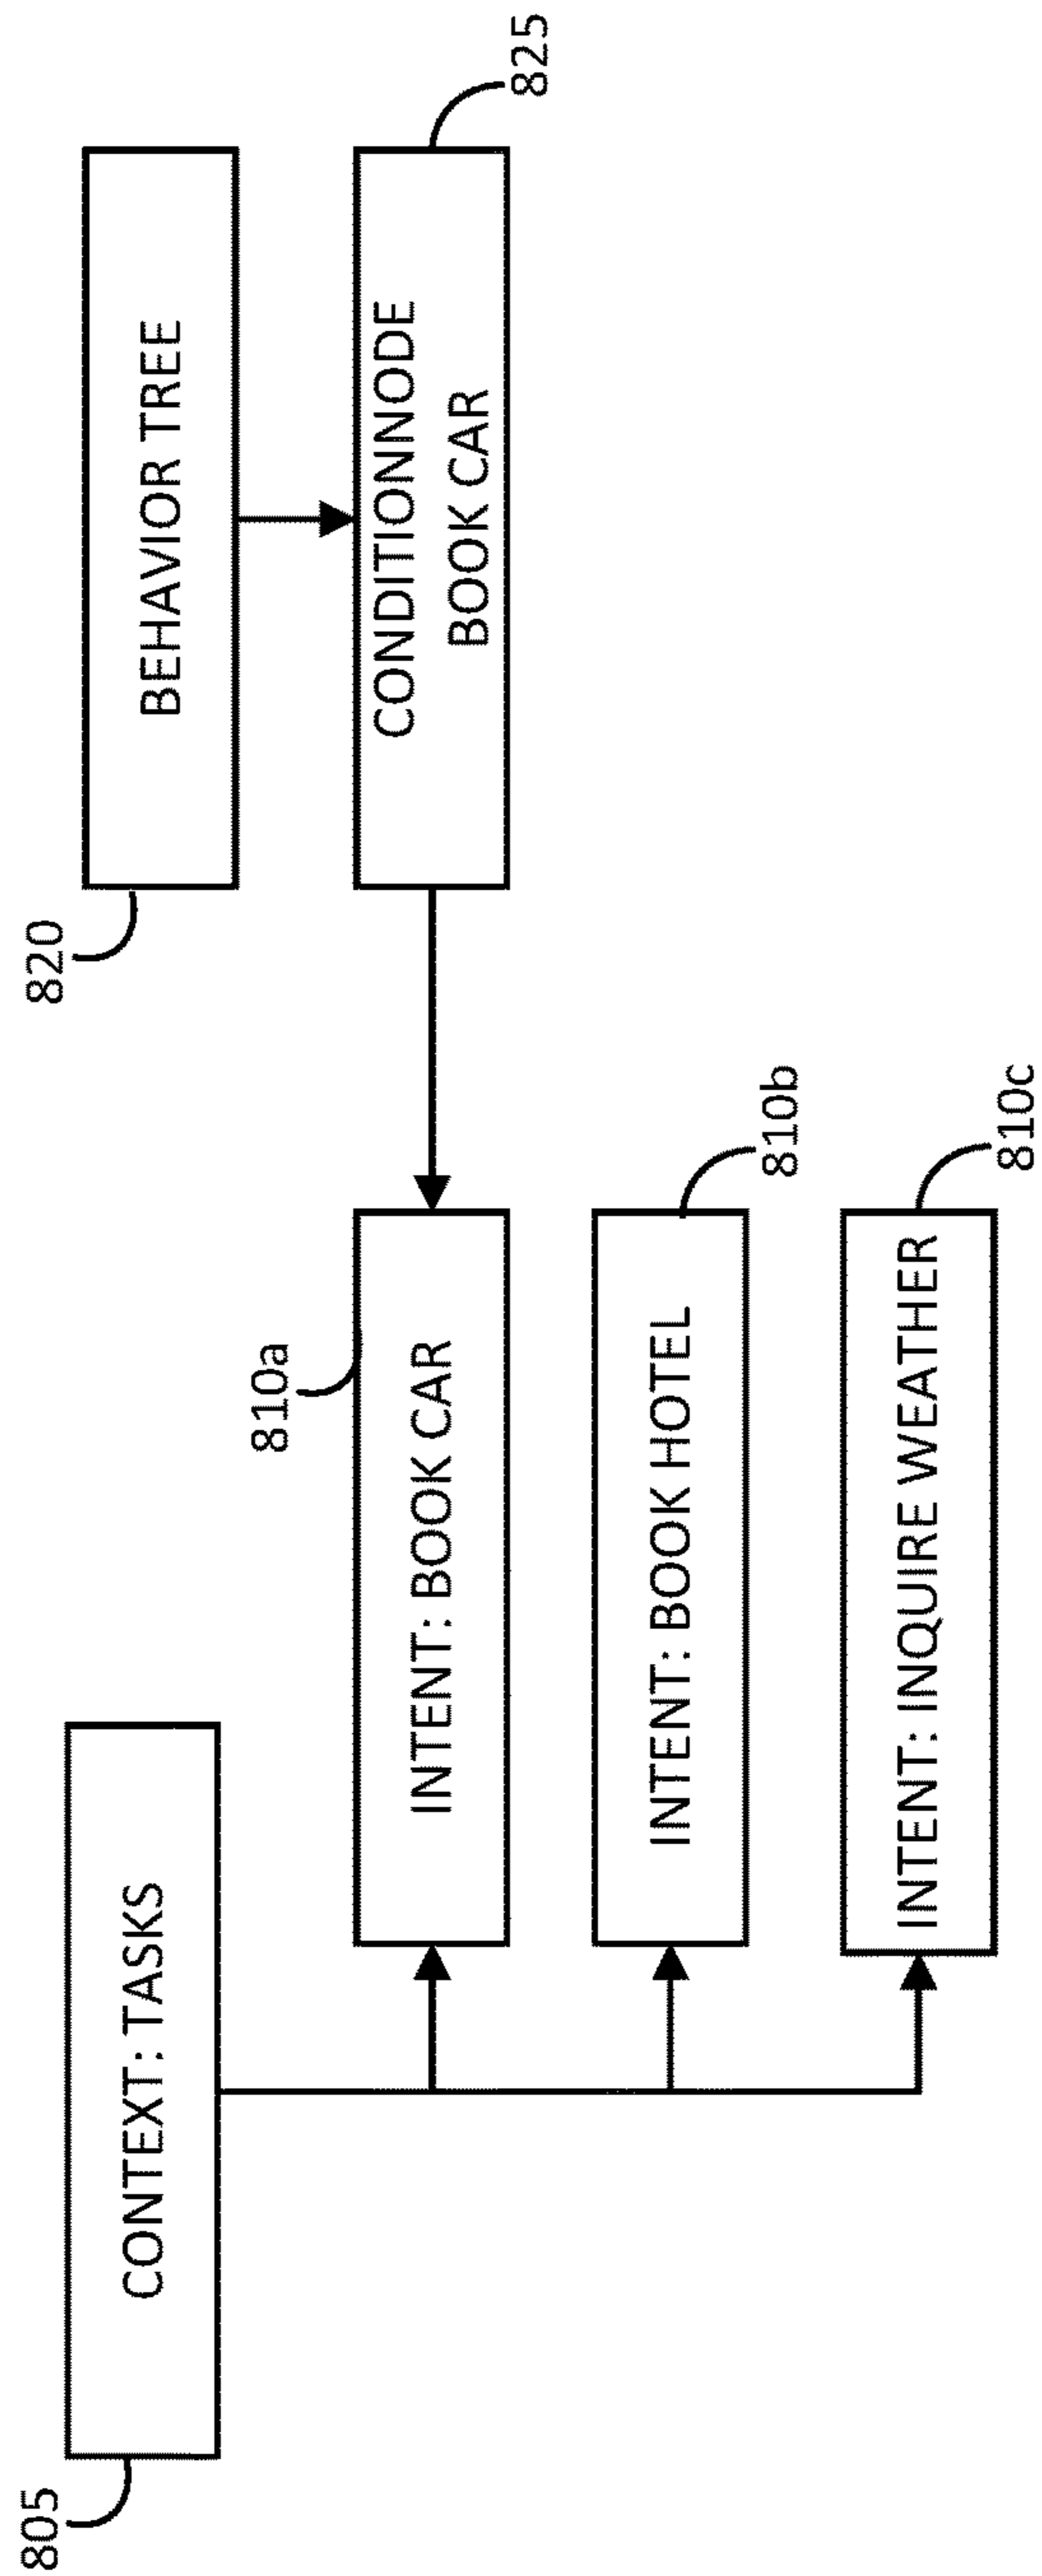 805
CONTEXT: TASKS
820
BEHAVIOR TREE
810a
INTENT: BOOK CAR
CONDITIONNODE
BOOK CAR
825
INTENT: BOOK HOTEL
810b
INTENT: INQUIRE WEATHER
810c